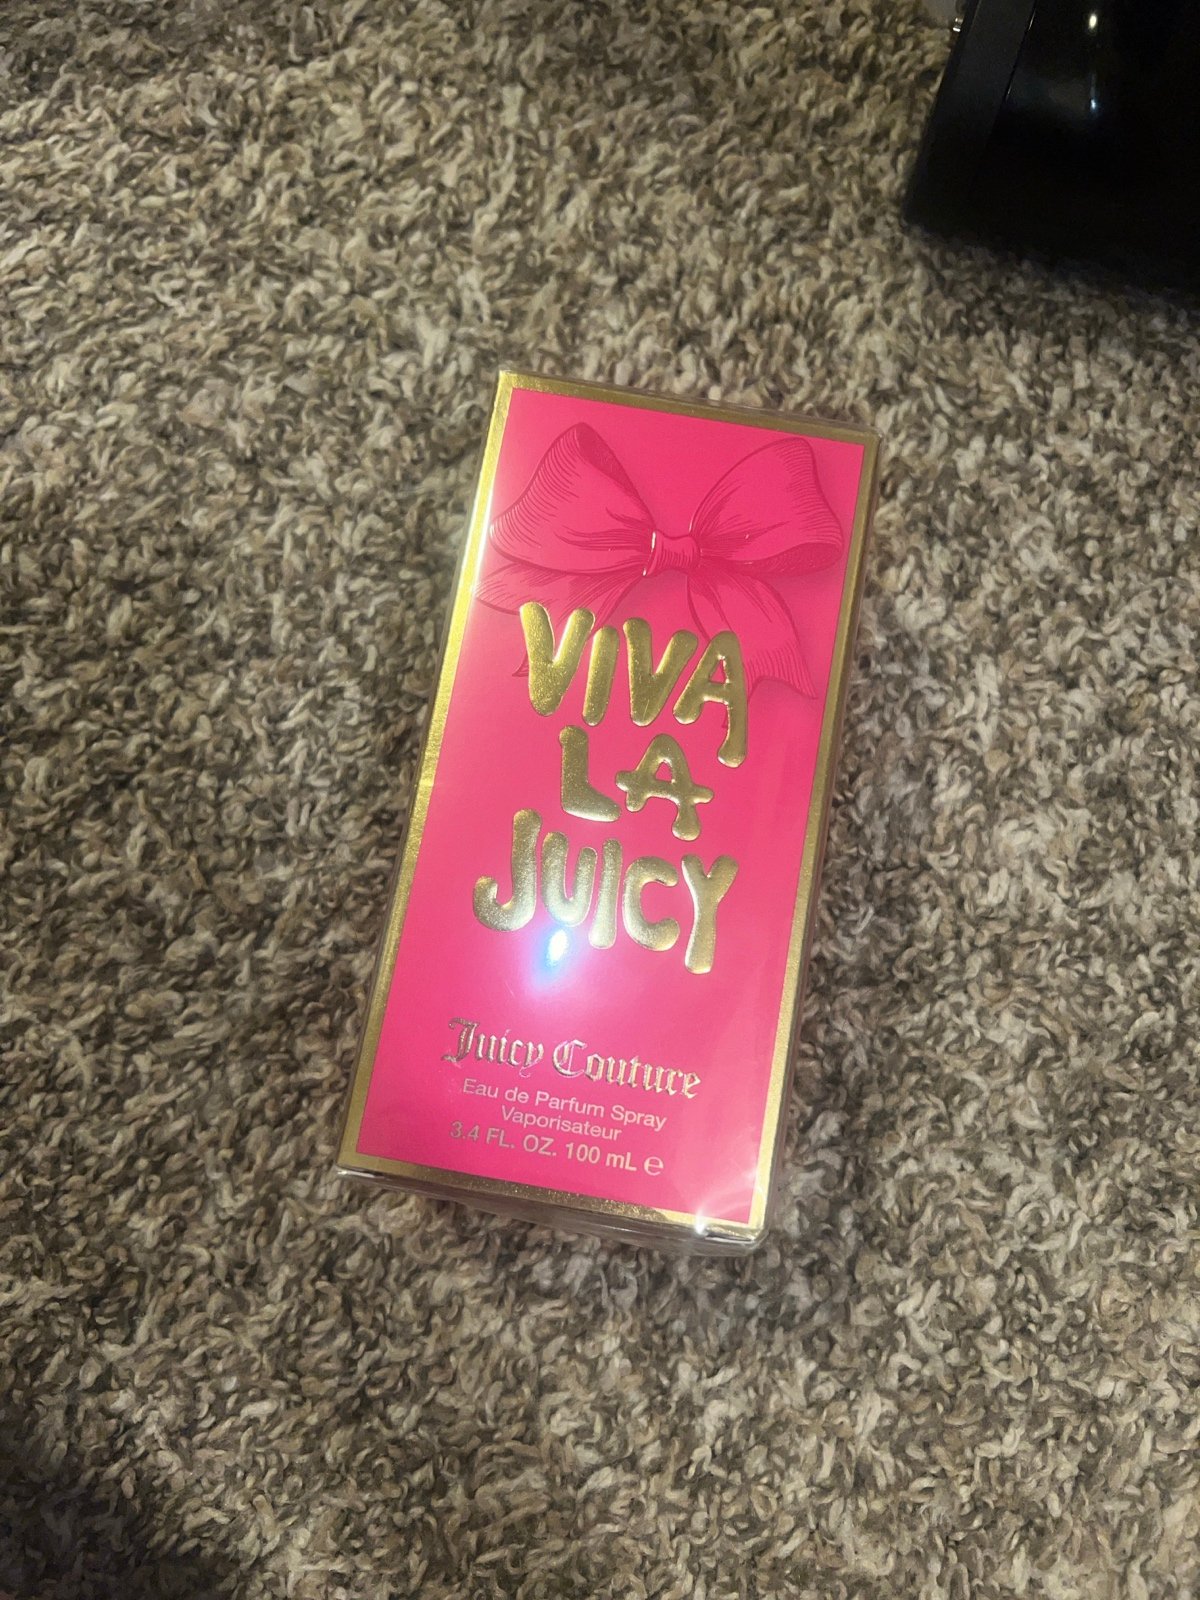 VIVA
LA
JUICY
Juicy Couture
Eau de Parfum Spray
Vaporisateur
3.4 FL. OZ. 100 mL ℮